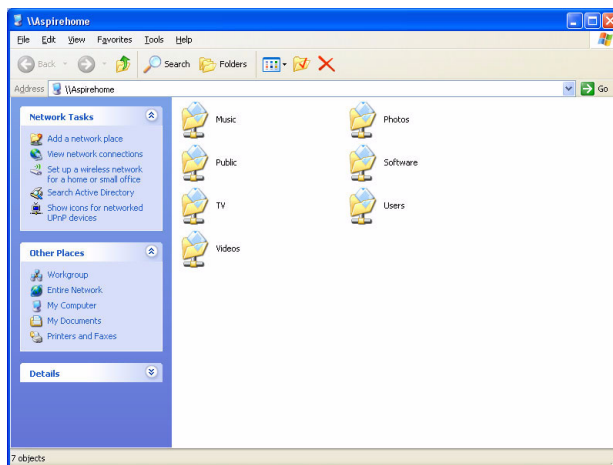 \\Aspirehome
File Edit View Favorites Tools Help
Back Search Folders
Address \\Aspirehome Go
Network Tasks
Add a network place
View network connections
Set up a wireless network
for a home or small office
Search Active Directory
Show icons for networked
UPnP devices
Other Places
Workgroup
Entire Network
My Computer
My Documents
Printers and Faxes
Details
Music Photos
Public Software
TV Users
Videos
7 objects